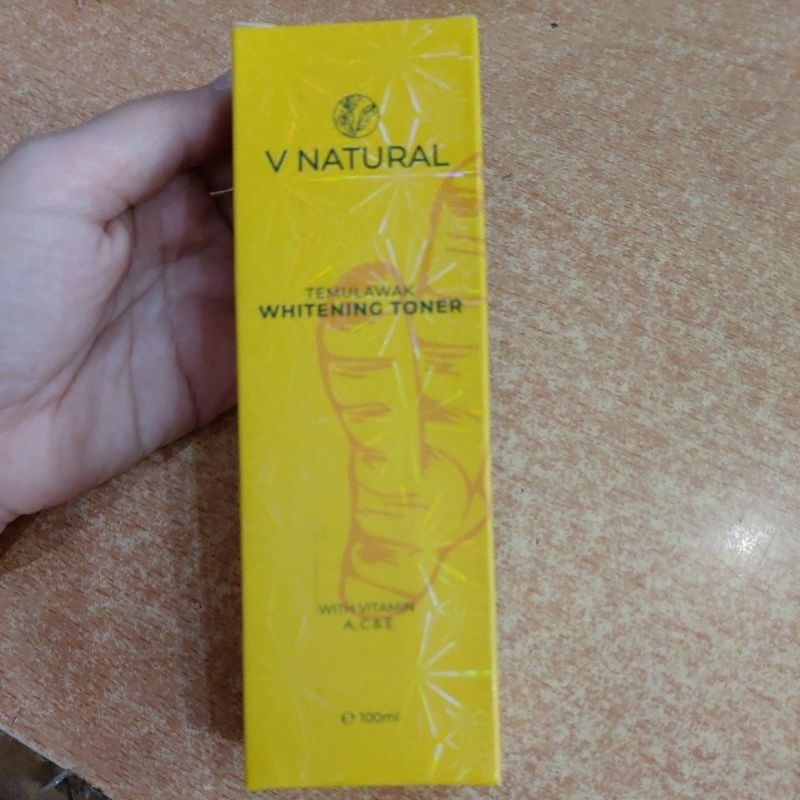 V NATURAL
TEMULAWAK
WHITENING TONER
WITH VITAMIN
A, C & E
℮ 100ml